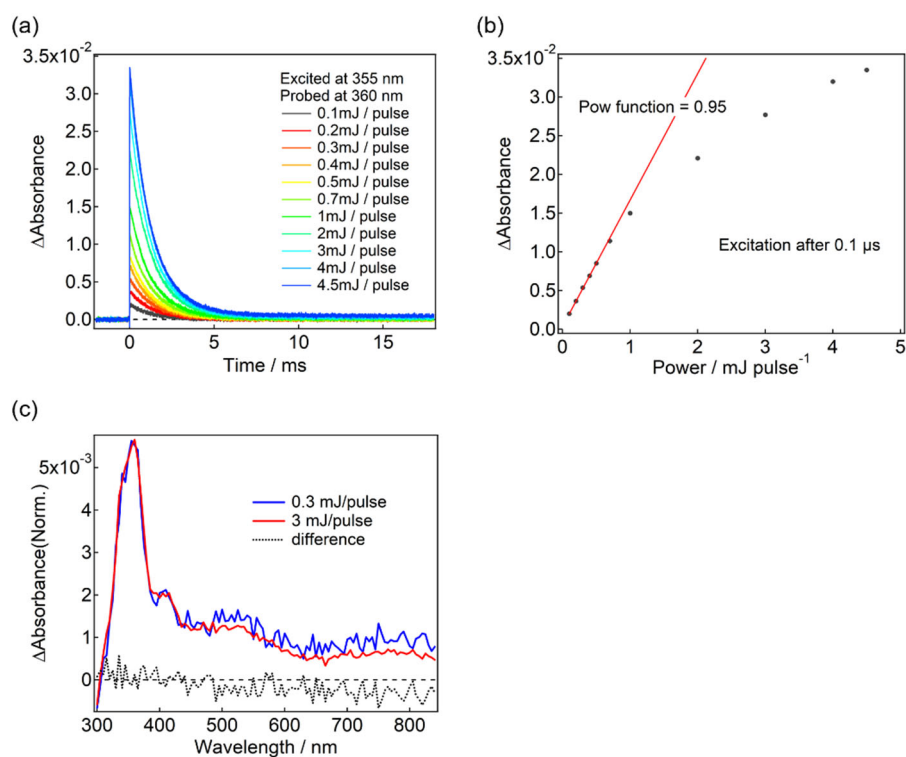 (a)
3.5x10⁻²
3.0
2.5
2.0
1.5
1.0
0.5
0.0
ΔAbsorbance
Excited at 355 nm
Probed at 360 nm
0.1mJ / pulse
0.2mJ / pulse
0.3mJ / pulse
0.4mJ / pulse
0.5mJ / pulse
0.7mJ / pulse
1mJ / pulse
2mJ / pulse
3mJ / pulse
4mJ / pulse
4.5mJ / pulse
0 5 10 15
Time / ms
(b)
3.5x10⁻²
3.0
2.5
2.0
1.5
1.0
0.5
0.0
ΔAbsorbance
Pow function = 0.95
Excitation after 0.1 μs
0 1 2 3 4 5
Power / mJ pulse⁻¹
(c)
5x10⁻³
4
3
2
1
0
ΔAbsorbance(Norm.)
0.3 mJ/pulse
3 mJ/pulse
difference
300 400 500 600 700 800
Wavelength / nm